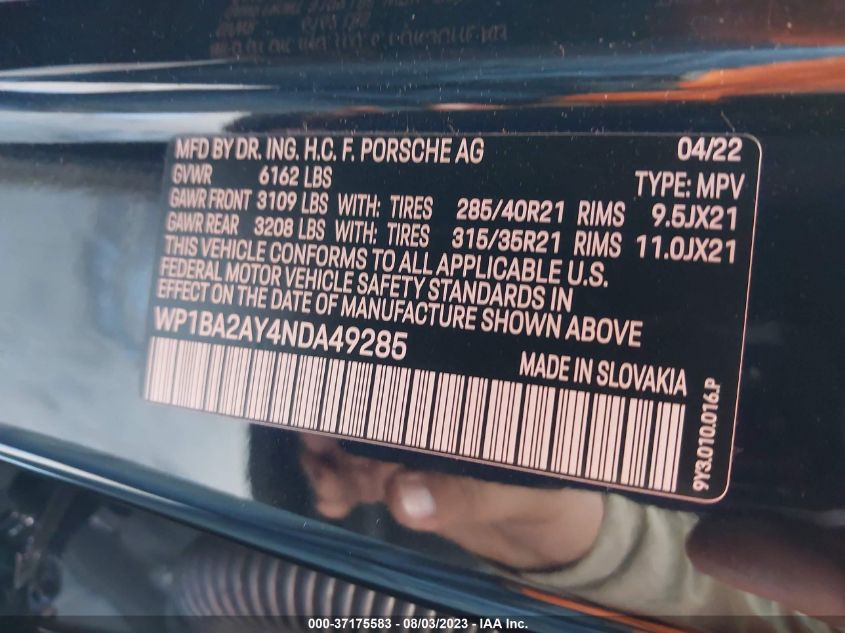 MFD BY DR. ING. H.C. F. PORSCHE AG 04/22
GVWR 6162 LBS TYPE: MPV
GAWR FRONT 3109 LBS WITH: TIRES 285/40R21 RIMS 9.5JX21
GAWR REAR 3208 LBS WITH: TIRES 315/35R21 RIMS 11.0JX21
THIS VEHICLE CONFORMS TO ALL APPLICABLE U.S.
FEDERAL MOTOR VEHICLE SAFETY STANDARDS IN
EFFECT ON THE DATE OF MANUFACTURE SHOWN ABOVE
WP1BA2AY4NDA49285
MADE IN SLOVAKIA
9Y3.010.016.P
000-37175583 - 08/03/2023 - IAA Inc.